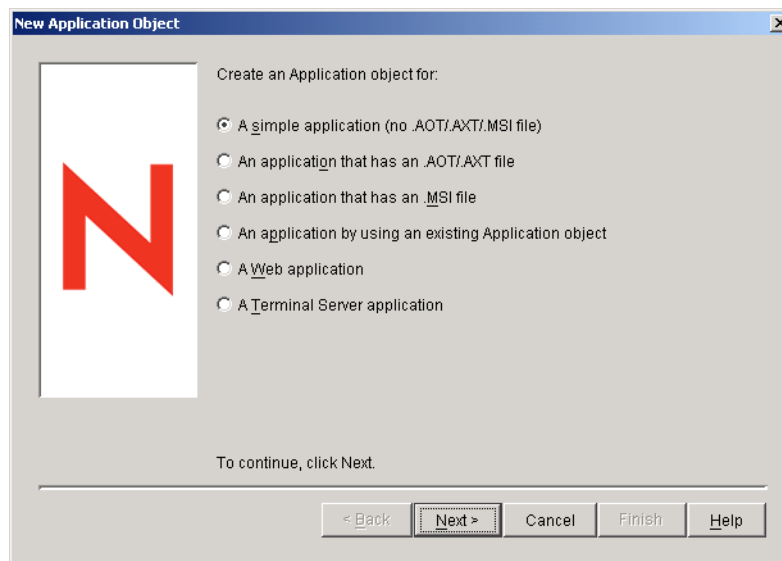 New Application Object
Create an Application object for:
A simple application (no .AOT/.AXT/.MSI file)
An application that has an .AOT/.AXT file
An application that has an .MSI file
An application by using an existing Application object
A Web application
A Terminal Server application
To continue, click Next.
< Back Next > Cancel Finish Help